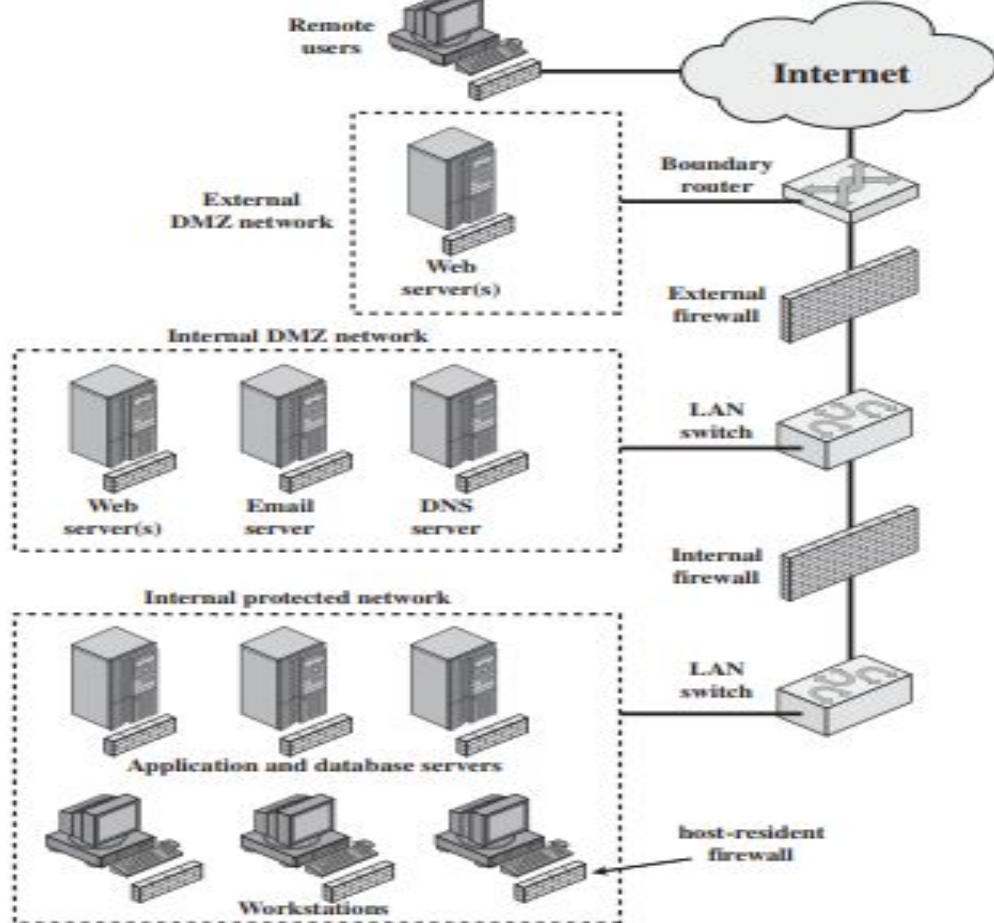 Remote
users
Internet
Boundary
router
External
DMZ network
Web
server(s)
External
firewall
Internal DMZ network
LAN
switch
Web
server(s)
Email
server
DNS
server
Internal
firewall
Internal protected network
LAN
switch
Application and database servers
host-resident
firewall
Workstations